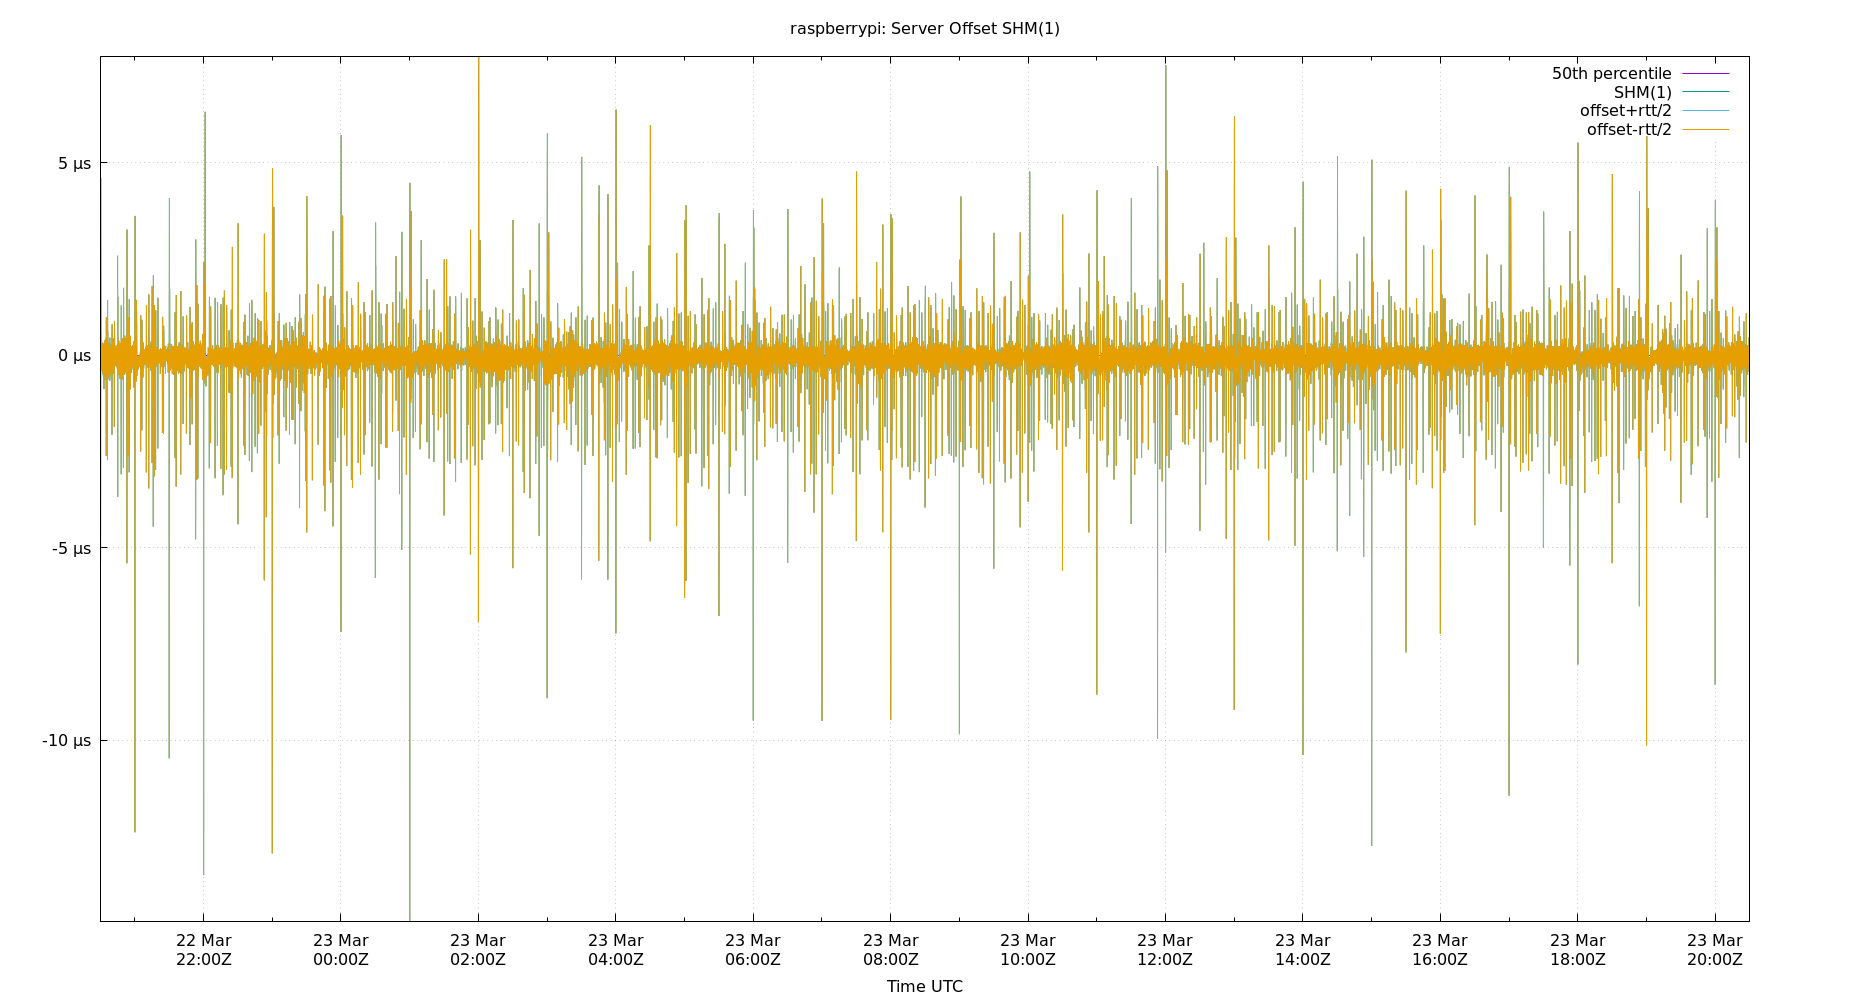 raspberrypi: Server Offset SHM(1)
50th percentile
SHM(1)
offset+rtt/2
offset-rtt/2
5 µs
0 µs
-5 µs
-10 µs
22 Mar 23 Mar 23 Mar 23 Mar 23 Mar 23 Mar 23 Mar 23 Mar 23 Mar 23 Mar 23 Mar 23 Mar
22:00Z 00:00Z 02:00Z 04:00Z 06:00Z 08:00Z 10:00Z 12:00Z 14:00Z 16:00Z 18:00Z 20:00Z
Time UTC